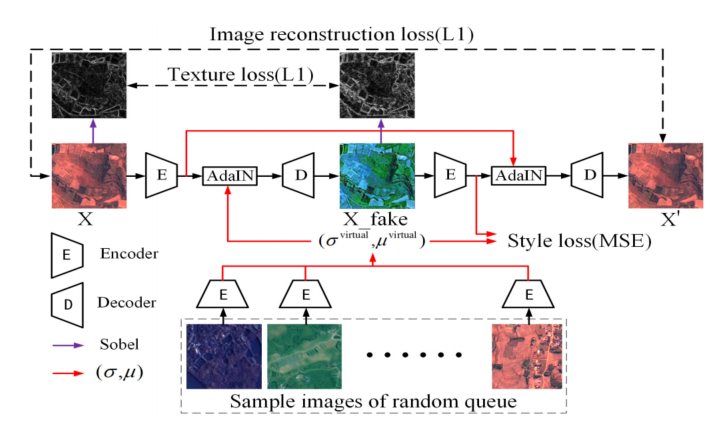 Image reconstruction loss(L1)
Texture loss(L1)
E
AdaIN
D
E
AdaIN
D
X
X_fake
X'
(σ^virtual, μ^virtual)
Style loss(MSE)
E
Encoder
E
E
E
D
Decoder
Sobel
(σ,μ)
Sample images of random queue